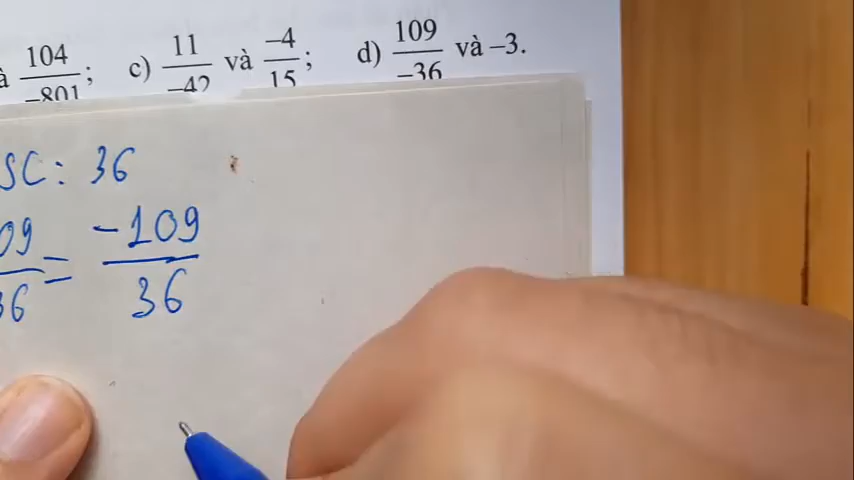 à 104/-801; c) 11/-42 và -4/15; d) 109/-36 và -3.
SC: 36
09/36 = -109/36